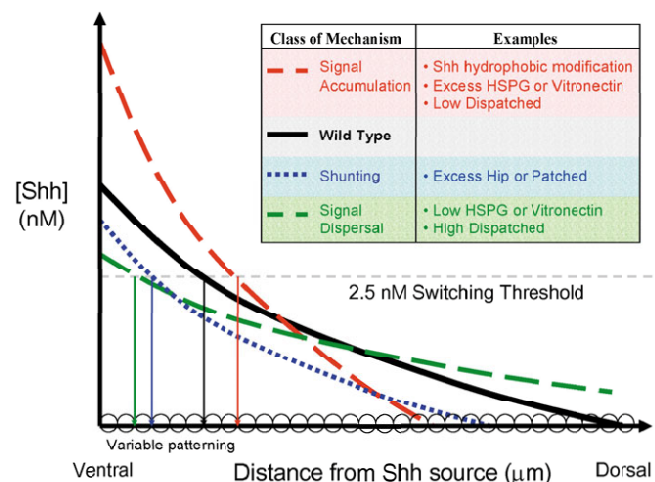 Class of Mechanism Examples
Signal Accumulation • Shh hydrophobic modification
• Excess HSPG or Vitronectin
• Low Dispatched
Wild Type
Shunting • Excess Hip or Patched
Signal Dispersal • Low HSPG or Vitronectin
• High Dispatched
[Shh]
(nM)
2.5 nM Switching Threshold
Variable patterning
Ventral Distance from Shh source (μm) Dorsal